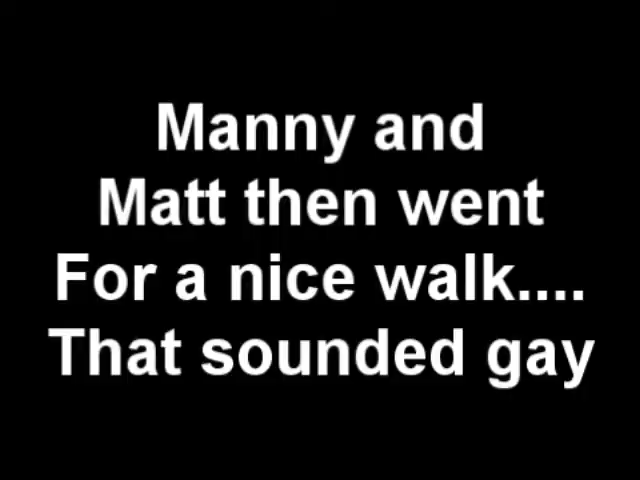 Manny and
Matt then went
For a nice walk....
That sounded gay